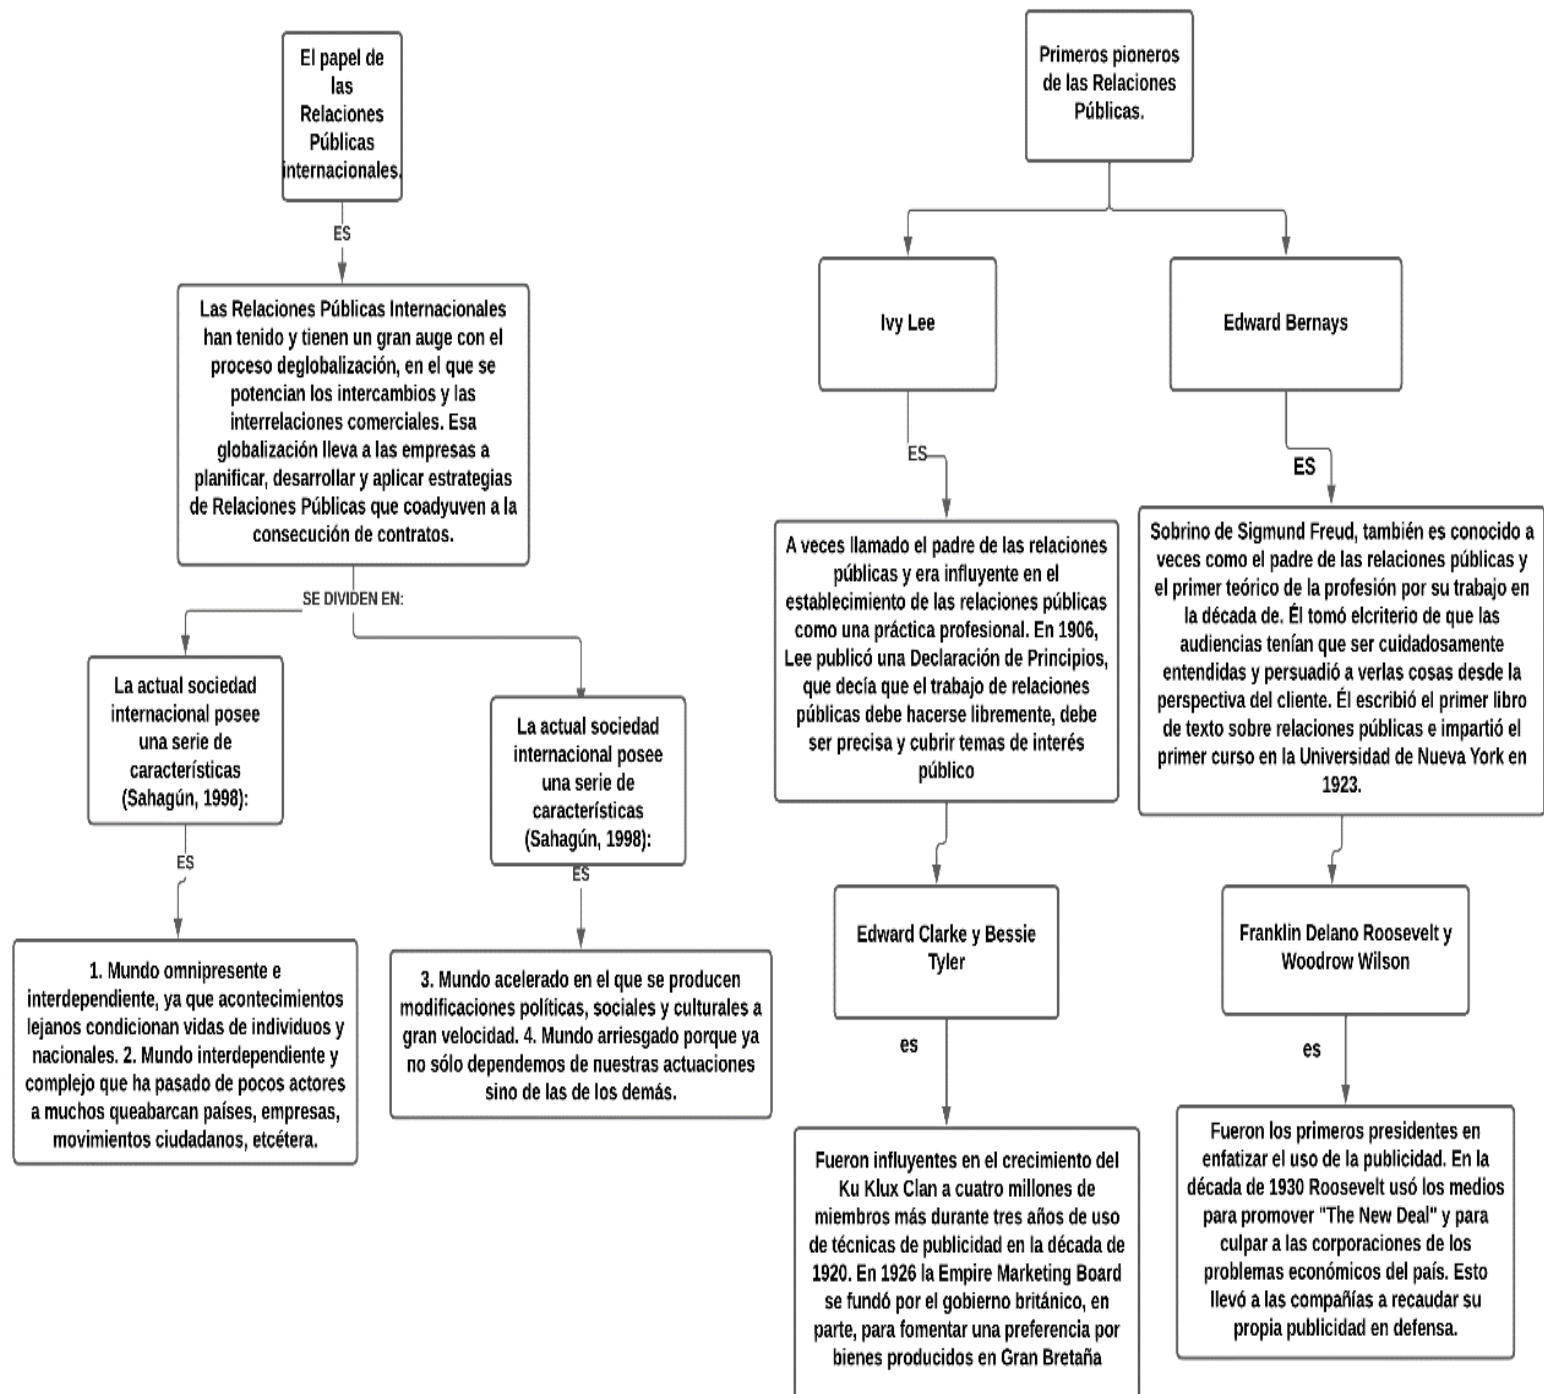 El papel de
las
Relaciones
Públicas
internacionales.
ES
Las Relaciones Públicas Internacionales
han tenido y tienen un gran auge con el
proceso deglobalización, en el que se
potencian los intercambios y las
interrelaciones comerciales. Esa
globalización lleva a las empresas a
planificar, desarrollar y aplicar estrategias
de Relaciones Públicas que coadyuven a la
consecución de contratos.
SE DIVIDEN EN:
La actual sociedad
internacional posee
una serie de
característicás
(Sahagún, 1998):
ES
1. Mundo omnipresente e
interdependiente, ya que acontecimientos
lejanos condicionan vidas de individuos y
nacionales. 2. Mundo interdependiente y
complejo que ha pasado de pocos actores
a muchos queabarcan países, empresas,
movimientos ciudadanos, etcétera.
La actual sociedad
internacional posee
una serie de
característicás
(Sahagún, 1998):
ES
3. Mundo acelerado en el que se producen
modificaciones políticas, sociales y culturales a
gran velocidad. 4. Mundo arriesgado porque ya
no sólo dependemos de nuestras actuaciones
sino de las de los demás.
Primeros pioneros
de las Relaciones
Públicas.
Ivy Lee
ES
A veces llamado el padre de las relaciones
públicas y era influyente en el
establecimiento de las relaciones públicas
como una práctica profesional. En 1906,
Lee publicó una Declaración de Principios,
que decía que el trabajo de relaciones
públicas debe hacerse libremente, debe
ser precisa y cubrir temas de interés
público
Edward Clarke y Bessie
Tyler
es
Fueron influyentes en el crecimiento del
Ku Klux Clan a cuatro millones de
miembros más durante tres años de uso
de técnicas de publicidad en la década de
1920. En 1926 la Empire Marketing Board
se fundó por el gobierno británico, en
parte, para fomentar una preferencia por
bienes producidos en Gran Bretaña
Edward Bernays
ES
Sobrino de Sigmund Freud, también es conocido a
veces como el padre de las relaciones públicas y
el primer teórico de la profesión por su trabajo en
la década de. Él tomó elcriterio de que las
audiencias tenían que ser cuidadosamente
entendidas y persuadió a verlas cosas desde la
perspectiva del cliente. Él escribió el primer libro
de texto sobre relaciones públicas e impartió el
primer curso en la Universidad de Nueva York en
1923.
Franklin Delano Roosevelt y
Woodrow Wilson
es
Fueron los primeros presidentes en
enfatizar el uso de la publicidad. En la
década de 1930 Roosevelt usó los medios
para promover "The New Deal" y para
culpar a las corporaciones de los
problemas económicos del país. Esto
llevó a las compañías a recaudar su
propia publicidad en defensa.